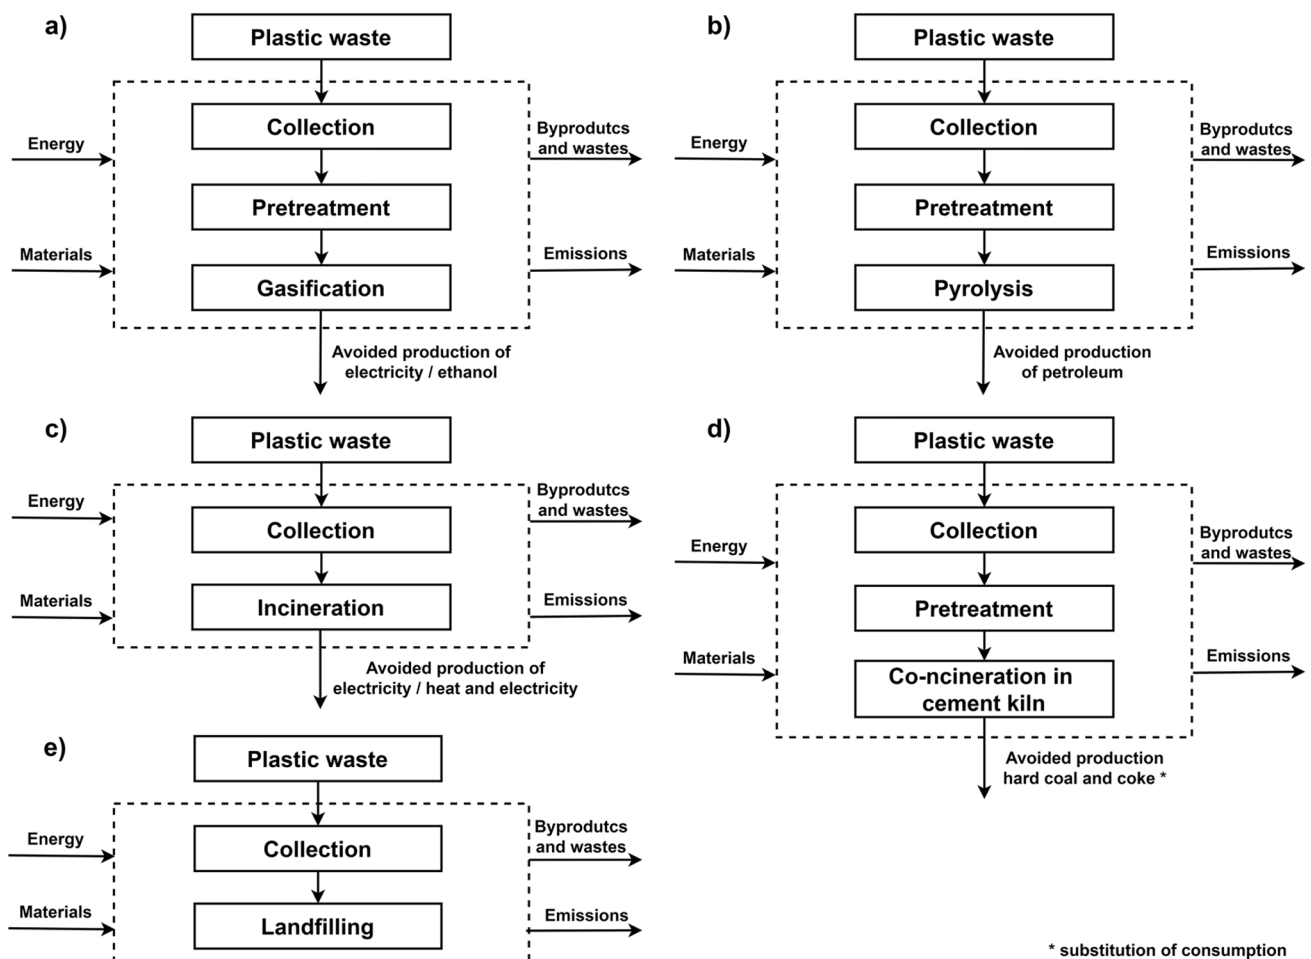 a)
Plastic waste
Collection
Pretreatment
Gasification
Energy
Materials
Byprodutcs
and wastes
Emissions
Avoided production of
electricity / ethanol
b)
Plastic waste
Collection
Pretreatment
Pyrolysis
Energy
Materials
Byprodutcs
and wastes
Emissions
Avoided production
of petroleum
c)
Plastic waste
Collection
Incineration
Energy
Materials
Byprodutcs
and wastes
Emissions
Avoided production of
electricity / heat and electricity
d)
Plastic waste
Collection
Pretreatment
Co-ncineration in
cement kiln
Energy
Materials
Byprodutcs
and wastes
Emissions
Avoided production
hard coal and coke *
e)
Plastic waste
Collection
Landfilling
Energy
Materials
Byprodutcs
and wastes
Emissions
* substitution of consumption